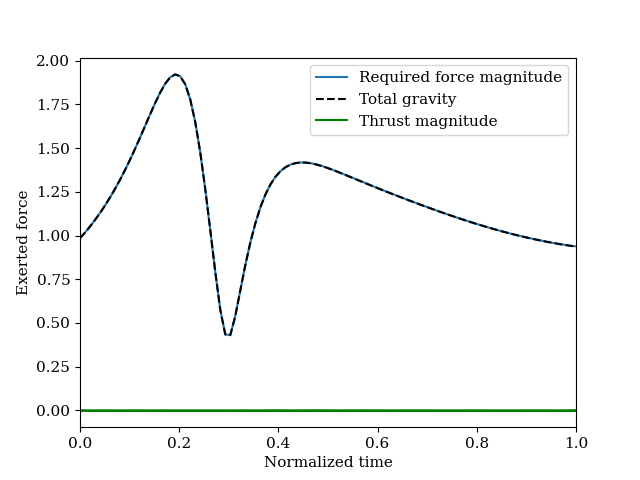 Required force magnitude
Total gravity
Thrust magnitude
Exerted force
2.00
1.75
1.50
1.25
1.00
0.75
0.50
0.25
0.00
0.0 0.2 0.4 0.6 0.8 1.0
Normalized time